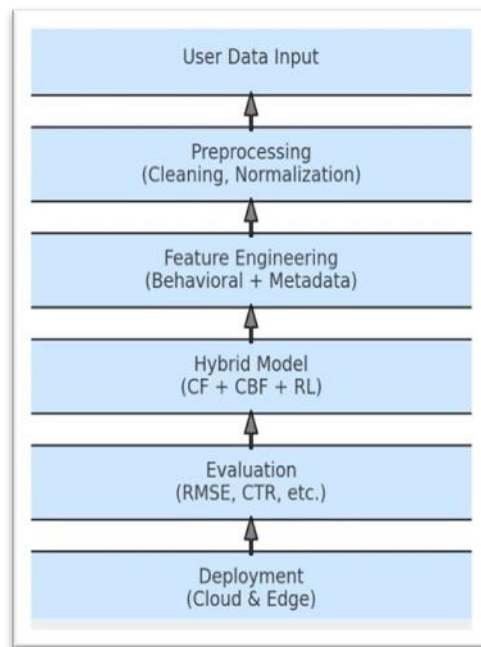 User Data Input
Preprocessing
(Cleaning, Normalization)
Feature Engineering
(Behavioral + Metadata)
Hybrid Model
(CF + CBF + RL)
Evaluation
(RMSE, CTR, etc.)
Deployment
(Cloud & Edge)